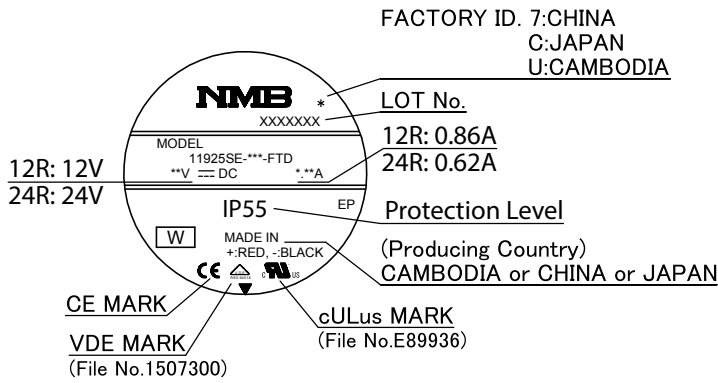 FACTORY ID. 7:CHINA
C:JAPAN
U:CAMBODIA
NMB *
LOT No.
XXXXXXX
12R: 0.86A
24R: 0.62A
MODEL
11925SE-***-FTD
**V ⎓ DC *.**A
12R: 12V
24R: 24V
IP55
EP
Protection Level
W
MADE IN
+:RED, -:BLACK
(Producing Country)
CAMBODIA or CHINA or JAPAN
CE
c UR US
CE MARK
cULus MARK
(File No.E89936)
VDE MARK
(File No.1507300)